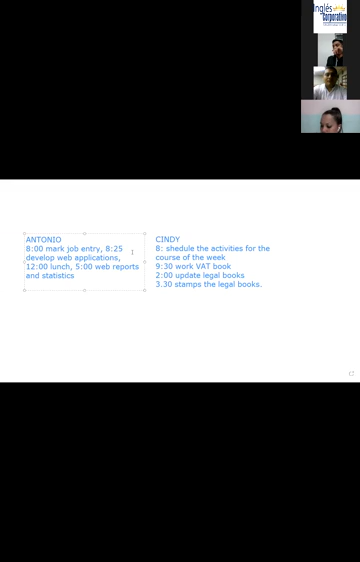 Inglés
Corporativo
ANTONIO
8:00 mark job entry, 8:25
develop web applications,
12:00 lunch, 5:00 web reports
and statistics
CINDY
8: shedule the activities for the
course of the week
9:30 work VAT book
2:00 update legal books
3.30 stamps the legal books.